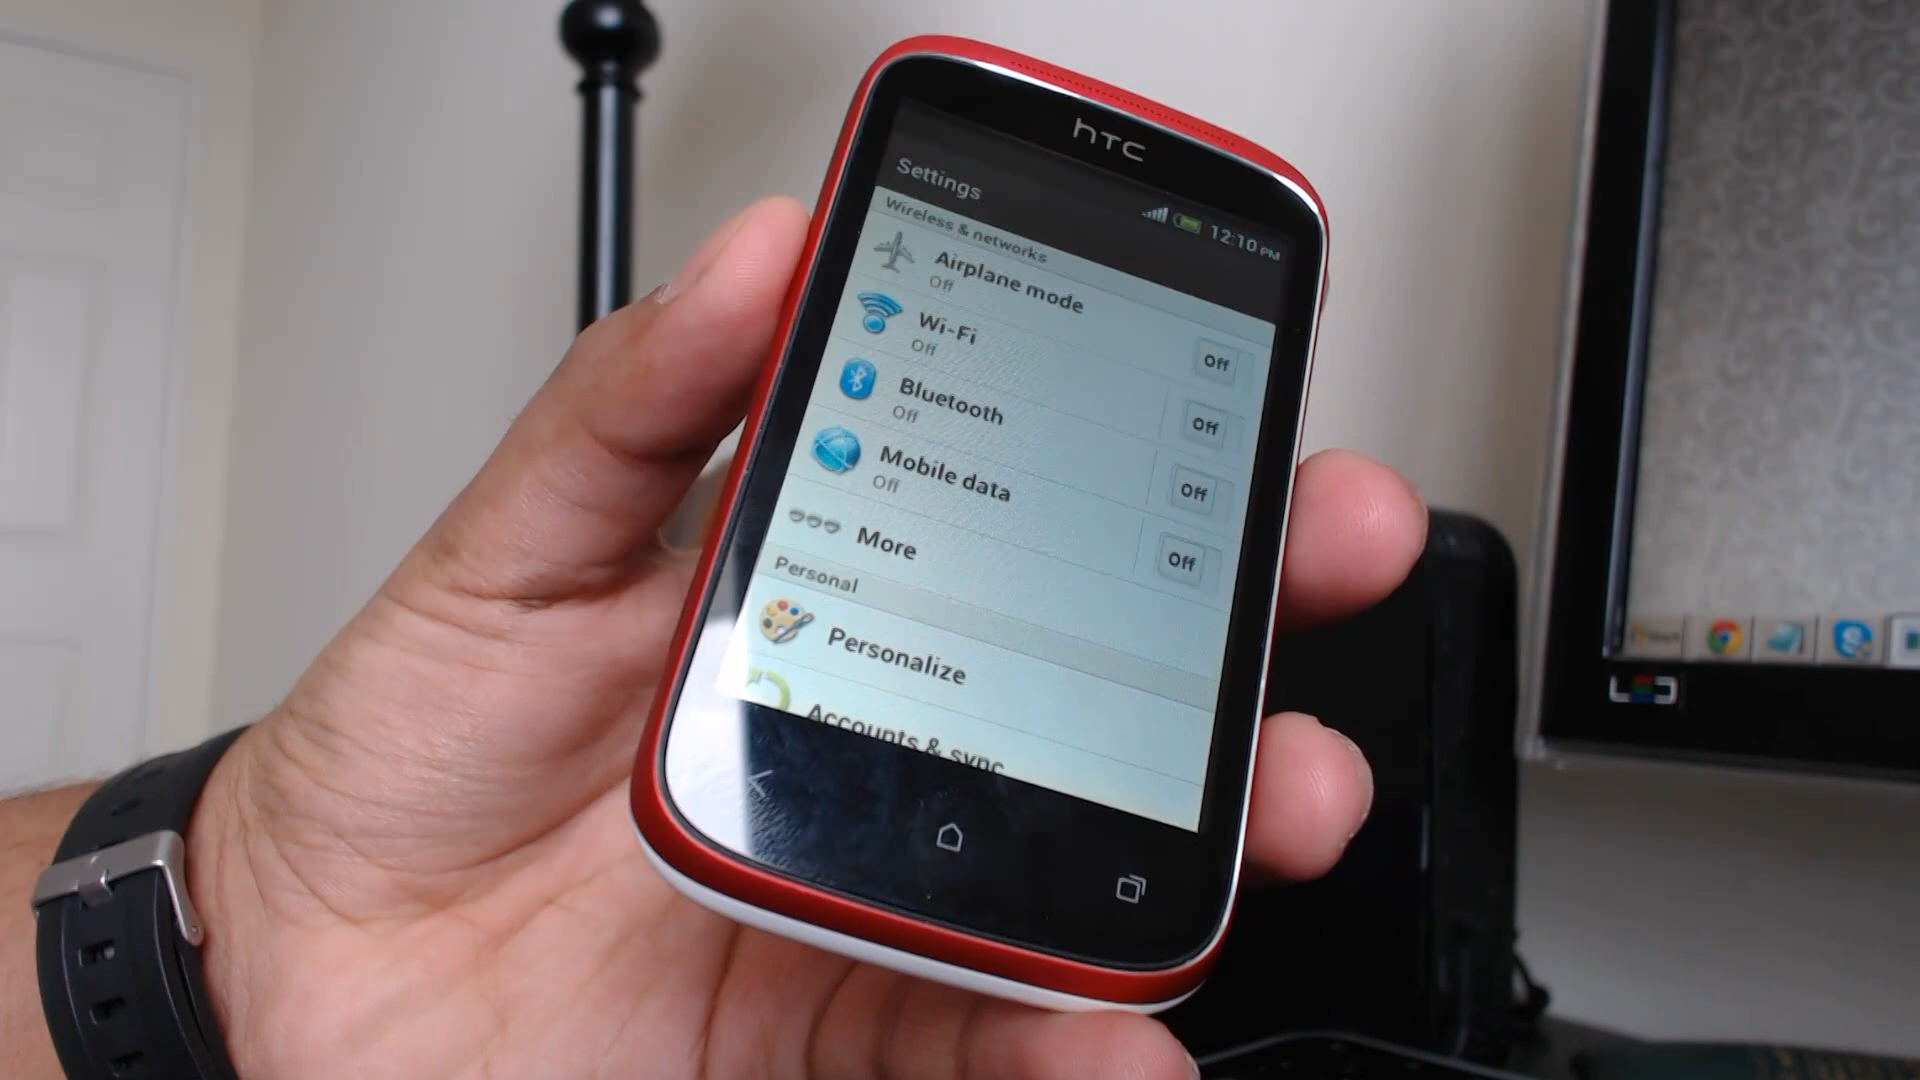 hTC
Settings
12:10 PM
Wireless & networks
Airplane mode
Off
Off
Wi-Fi
Off
Off
Bluetooth
Off
Off
Mobile data
Off
Off
More
Personal
Personalize
Accounts & sync
LED